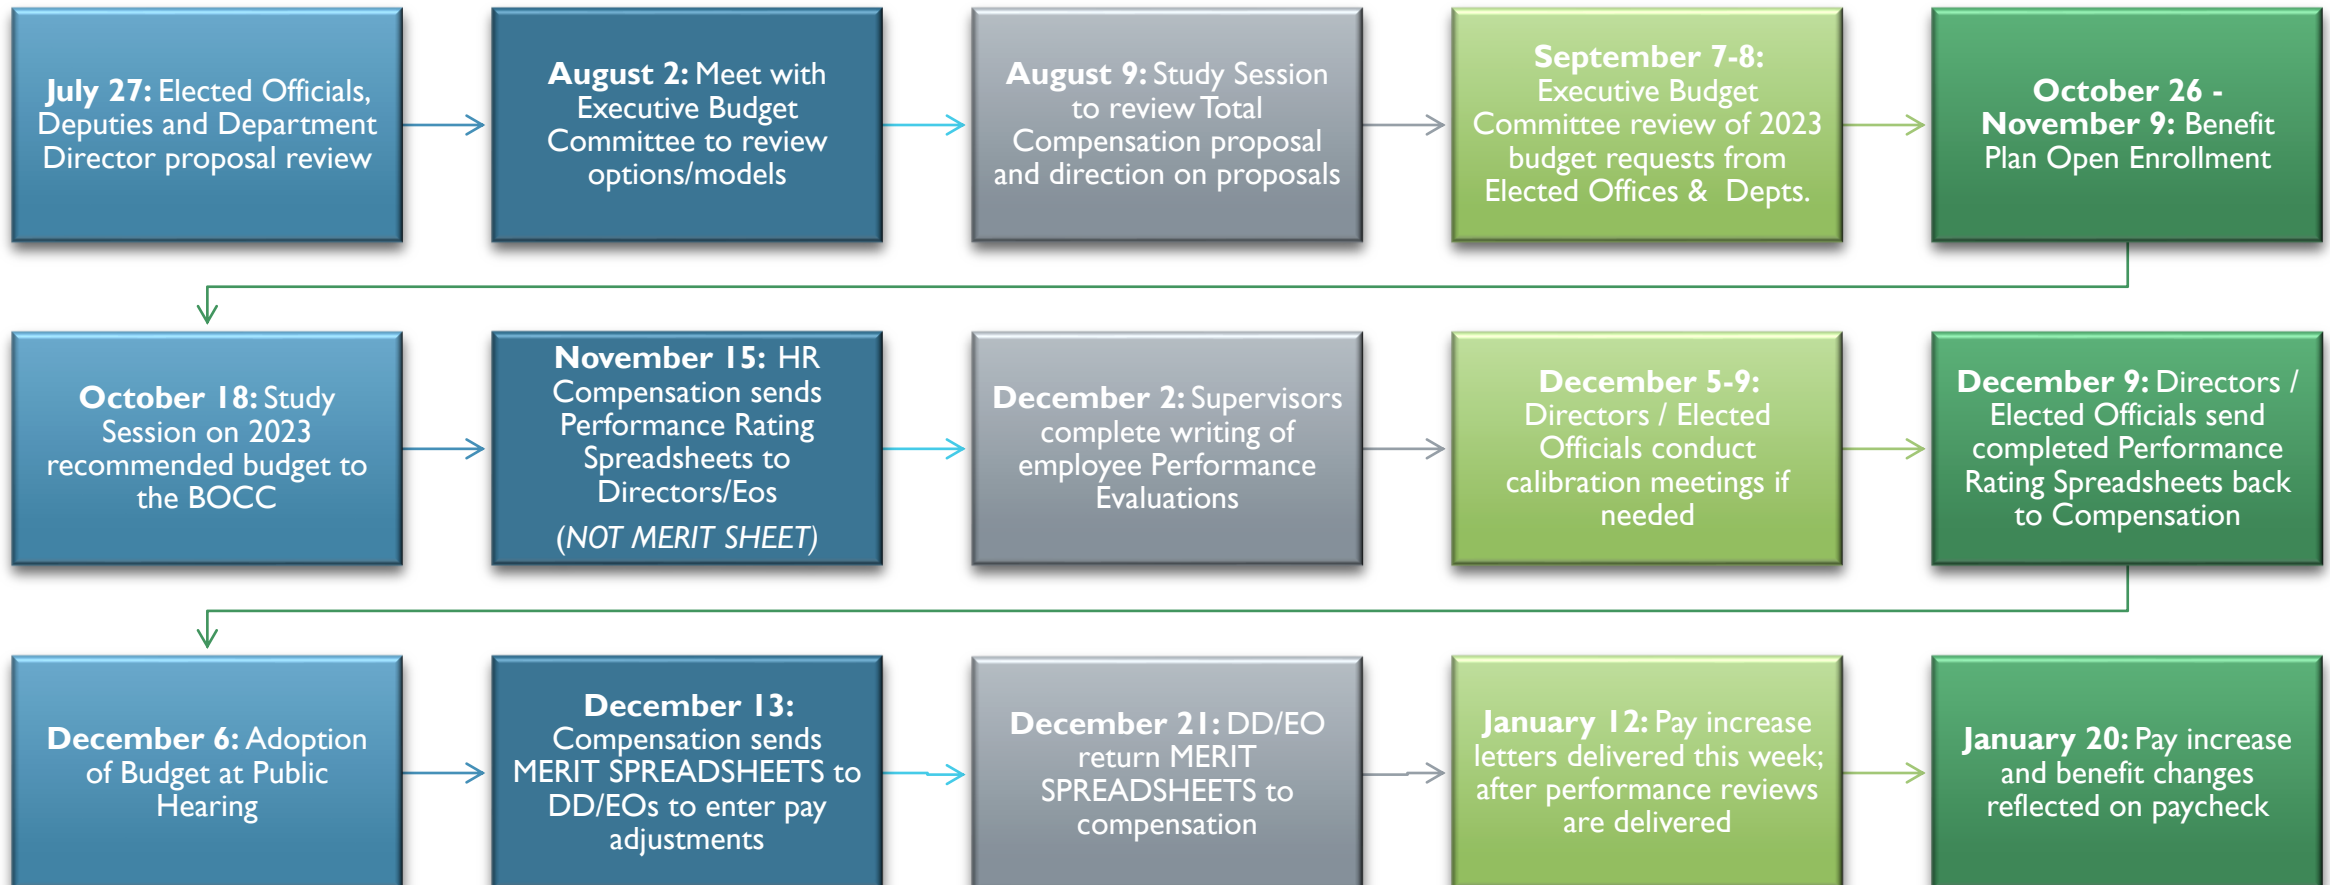 July 27: Elected Officials,
Deputies and Department
Director proposal review
August 2: Meet with
Executive Budget
Committee to review
options/models
August 9: Study Session
to review Total
Compensation proposal
and direction on proposals
September 7-8:
Executive Budget
Committee review of 2023
budget requests from
Elected Offices &  Depts.
October 26 -
November 9: Benefit
Plan Open Enrollment
October 18: Study
Session on 2023
recommended budget to
the BOCC
November 15: HR
Compensation sends
Performance Rating
Spreadsheets to
Directors/Eos
(NOT MERIT SHEET)
December 2: Supervisors
complete writing of
employee Performance
Evaluations
December 5-9:
Directors / Elected
Officials conduct
calibration meetings if
needed
December 9: Directors /
Elected Officials send
completed Performance
Rating Spreadsheets back
to Compensation
December 6: Adoption
of Budget at Public
Hearing
December 13:
Compensation sends
MERIT SPREADSHEETS to
DD/EOs to enter pay
adjustments
December 21: DD/EO
return MERIT
SPREADSHEETS to
compensation
January 12: Pay increase
letters delivered this week;
after performance reviews
are delivered
January 20: Pay increase
and benefit changes
reflected on paycheck